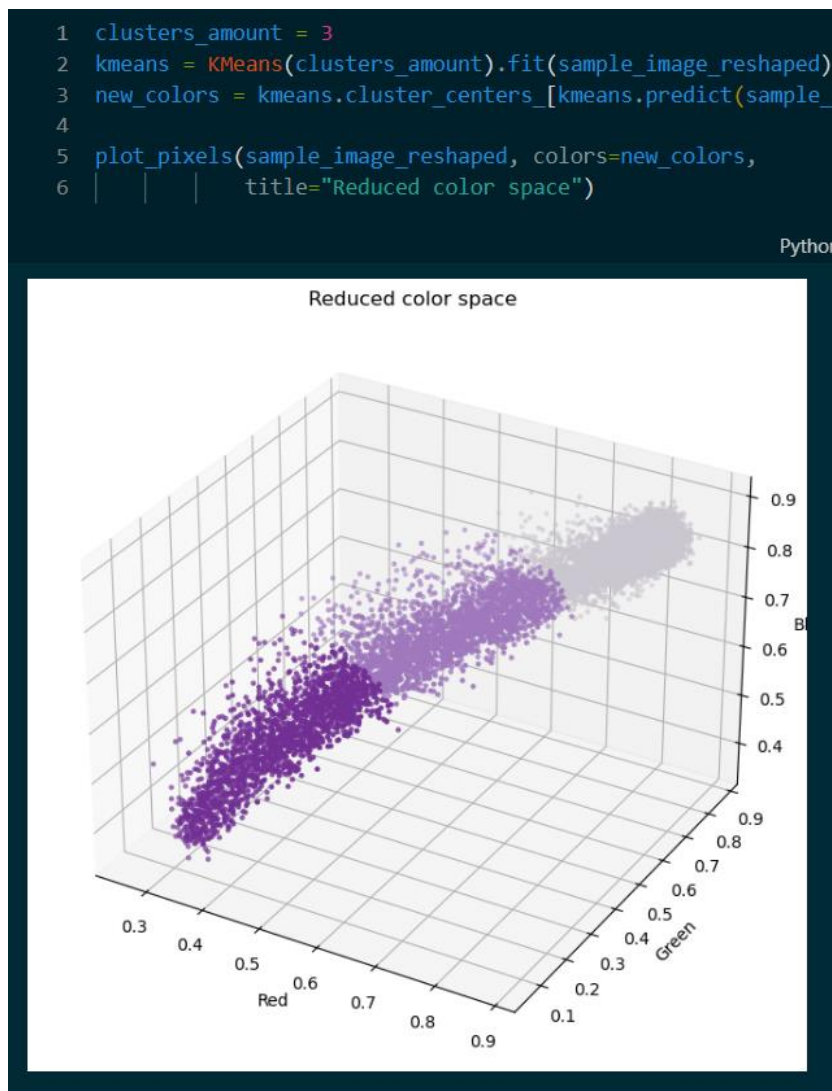 1 clusters_amount = 3
2 kmeans = KMeans(clusters_amount).fit(sample_image_reshaped)
3 new_colors = kmeans.cluster_centers_[kmeans.predict(sample_
4
5 plot_pixels(sample_image_reshaped, colors=new_colors,
6 title="Reduced color space")
Python
Reduced color space
0.9
0.8
0.7
Bl
0.6
0.5
0.4
0.9
0.8
0.7
0.6
0.5
0.4
0.3
0.2
0.1
Green
0.3
0.4
0.5
0.6
0.7
0.8
0.9
Red